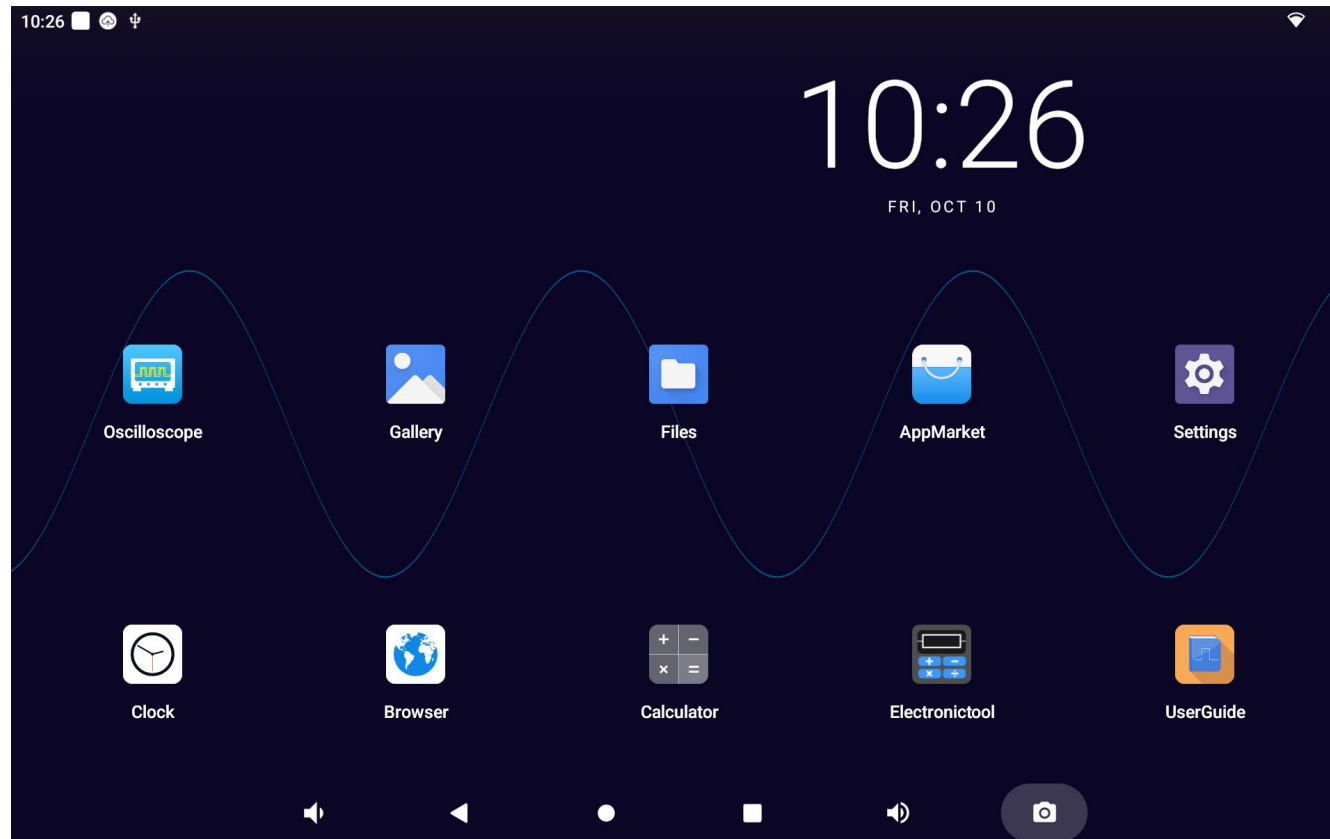 10:26
10:26
FRI, OCT 10
Oscilloscope
Gallery
Files
AppMarket
Settings
Clock
Browser
Calculator
Electronictool
UserGuide